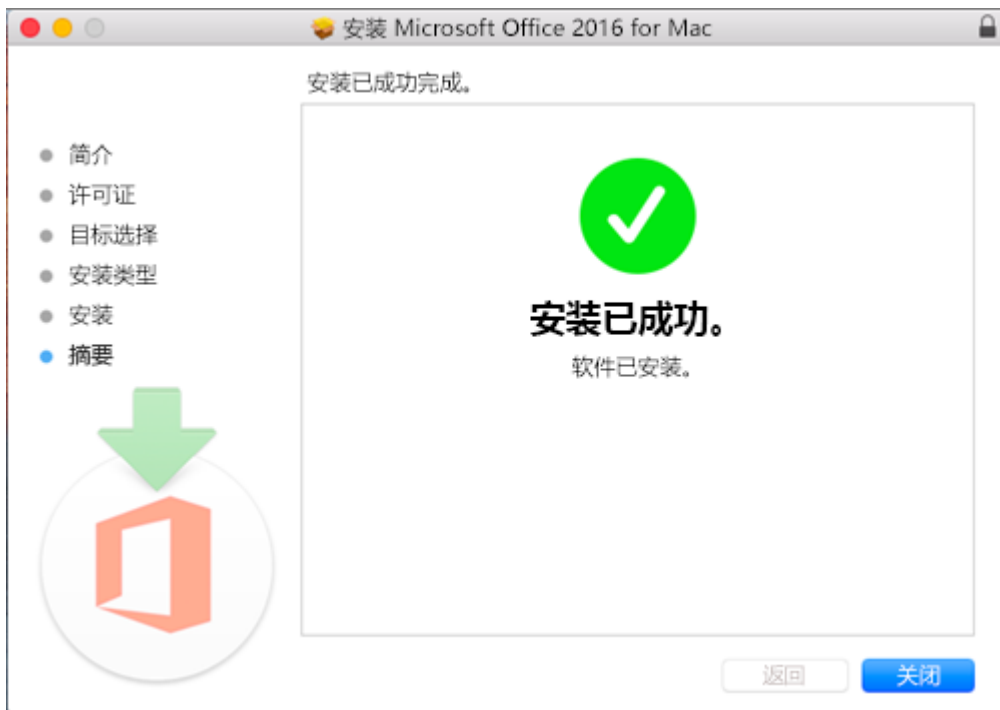 安装 Microsoft Office 2016 for Mac
安装已成功完成。
简介
许可证
目标选择
安装类型
安装
摘要
安装已成功。
软件已安装。
返回
关闭